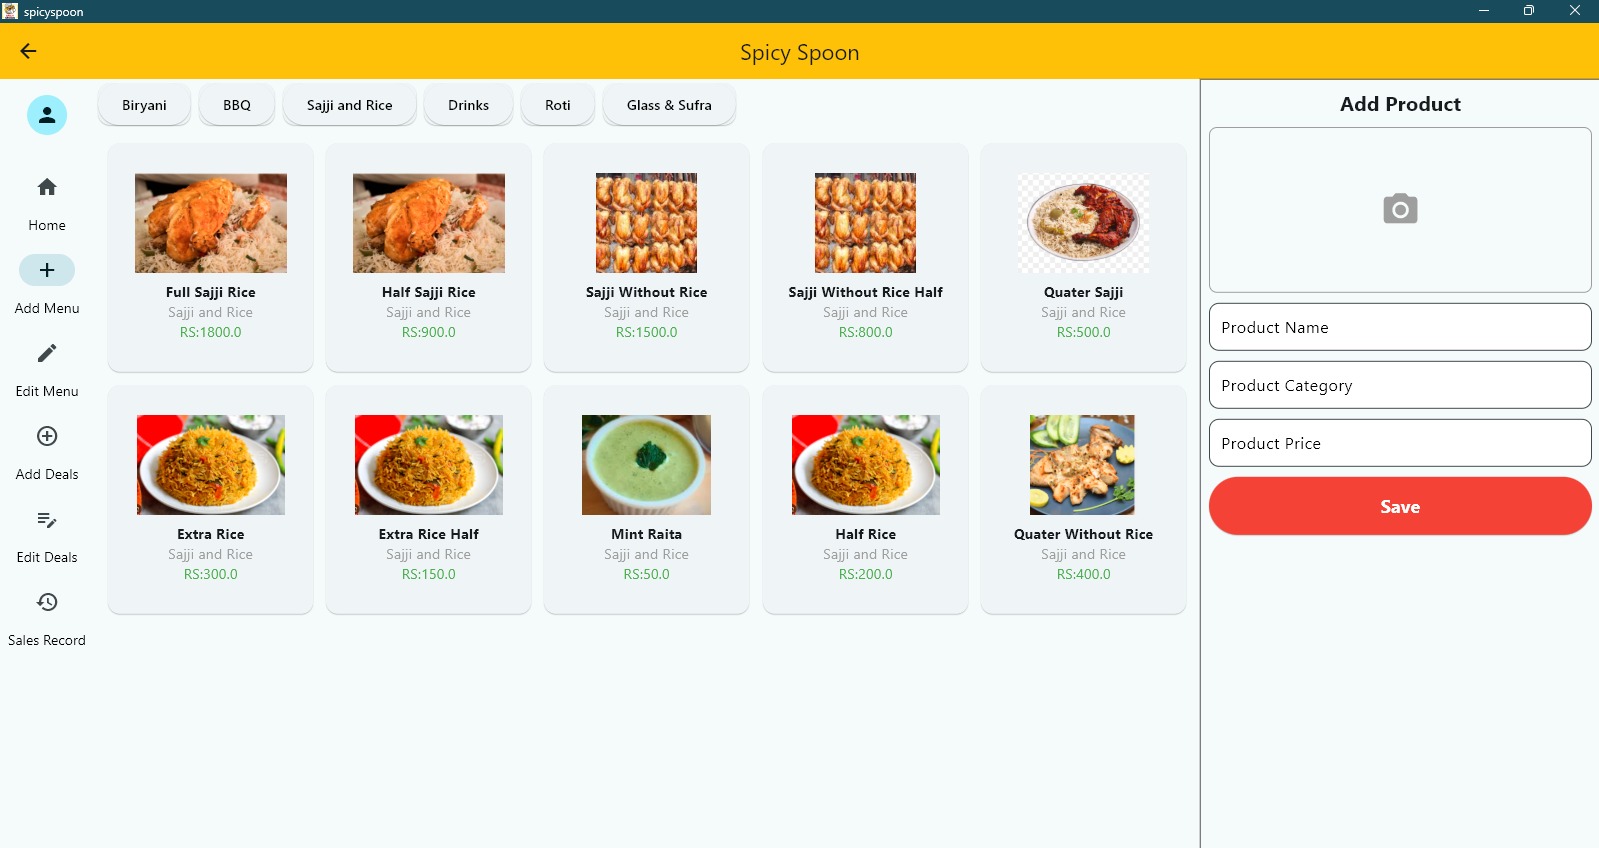 spicyspoon
Spicy Spoon
Home
Add Menu
Edit Menu
Add Deals
Edit Deals
Sales Record
Biryani
BBQ
Sajji and Rice
Drinks
Roti
Glass & Sufra
Full Sajji Rice
Sajji and Rice
RS:1800.0
Half Sajji Rice
Sajji and Rice
RS:900.0
Sajji Without Rice
Sajji and Rice
RS:1500.0
Sajji Without Rice Half
Sajji and Rice
RS:800.0
Quater Sajji
Sajji and Rice
RS:500.0
Extra Rice
Sajji and Rice
RS:300.0
Extra Rice Half
Sajji and Rice
RS:150.0
Mint Raita
Sajji and Rice
RS:50.0
Half Rice
Sajji and Rice
RS:200.0
Quater Without Rice
Sajji and Rice
RS:400.0
Add Product
Product Name
Product Category
Product Price
Save